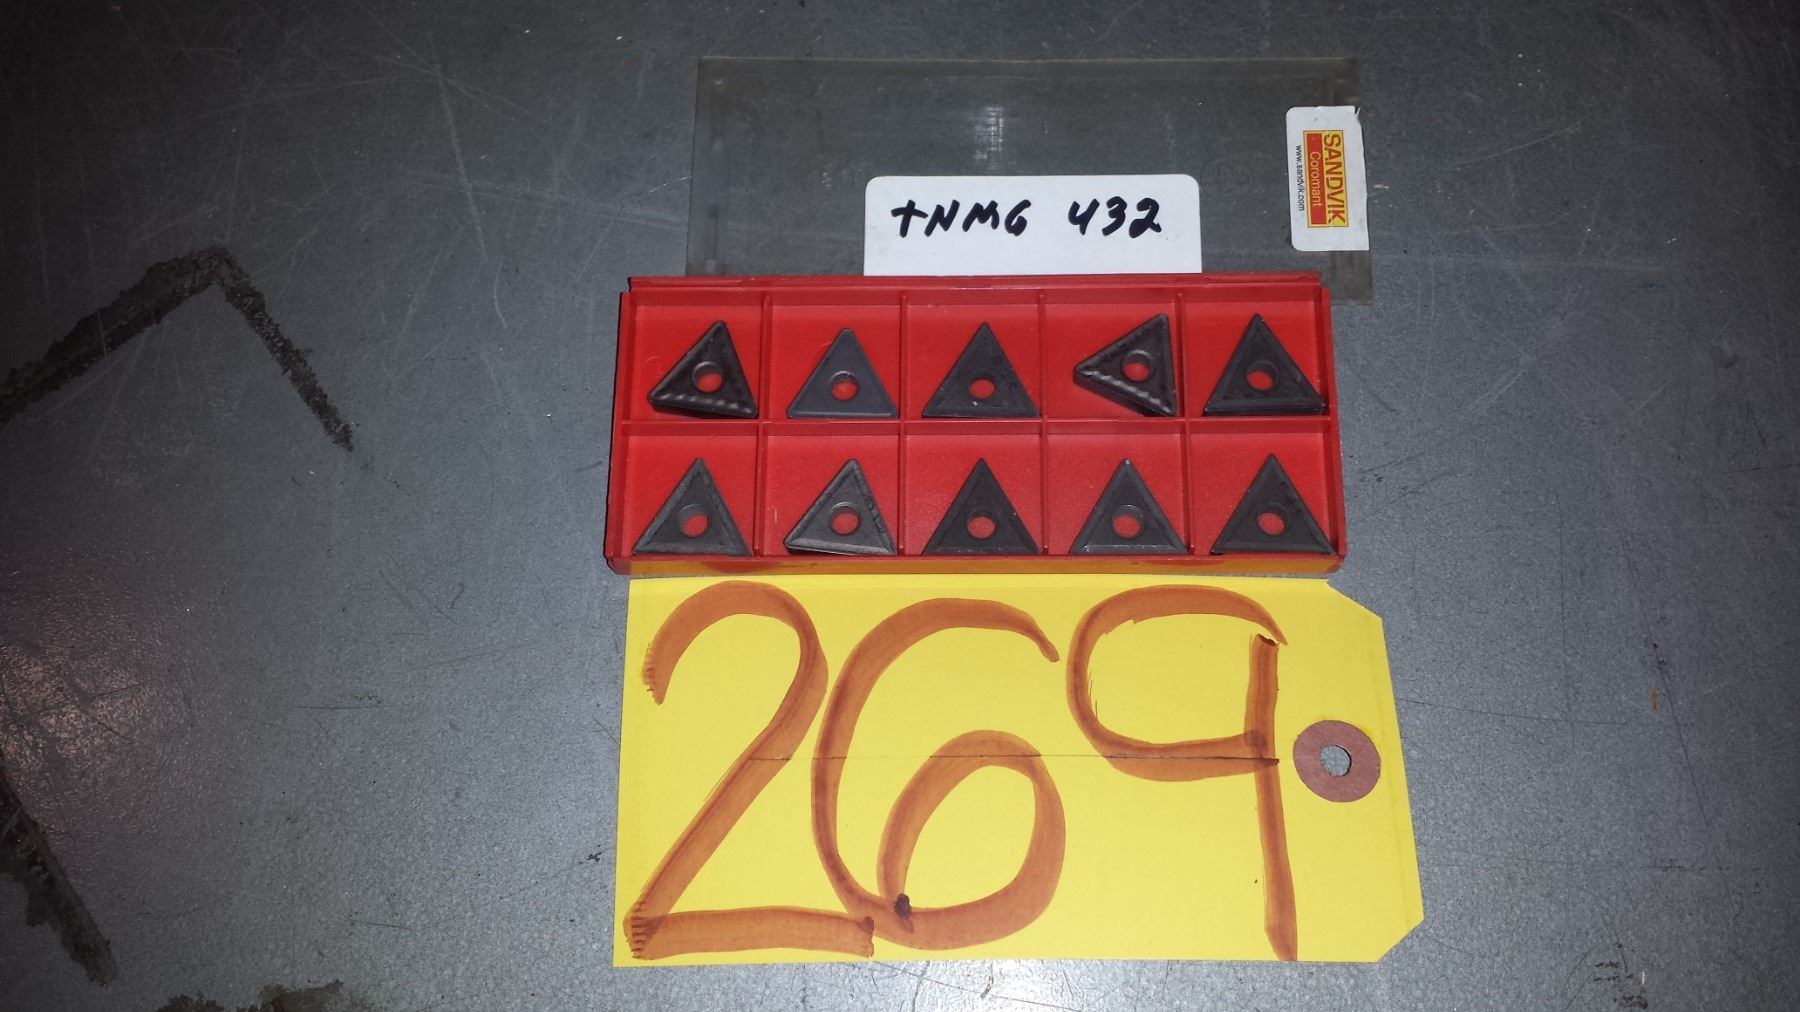 SANDVIK
Coromant
www.sandvik.com
TNMG 432
269